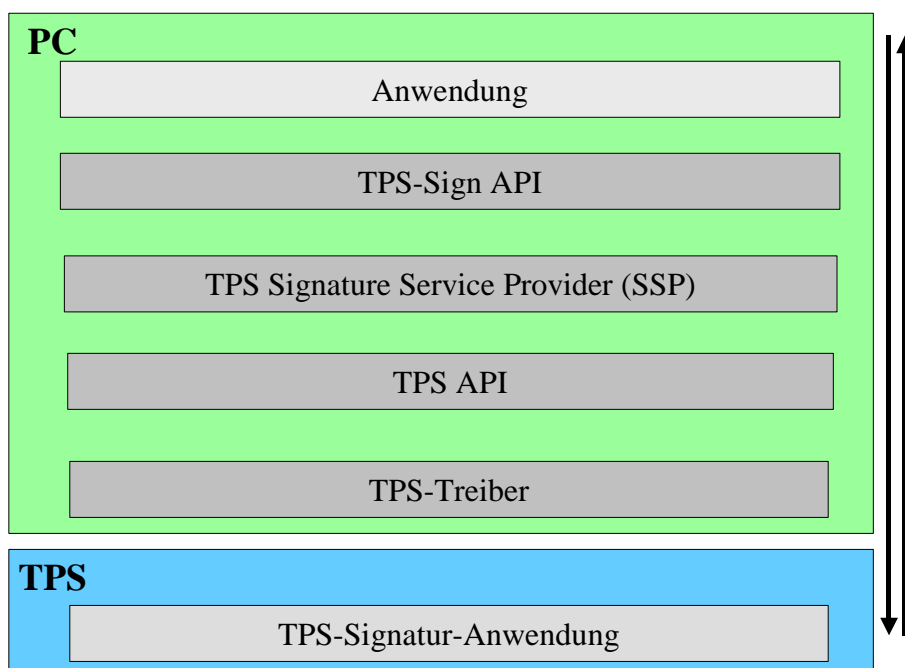 PC
Anwendung
TPS-Sign API
TPS Signature Service Provider (SSP)
TPS API
TPS-Treiber
TPS
TPS-Signatur-Anwendung